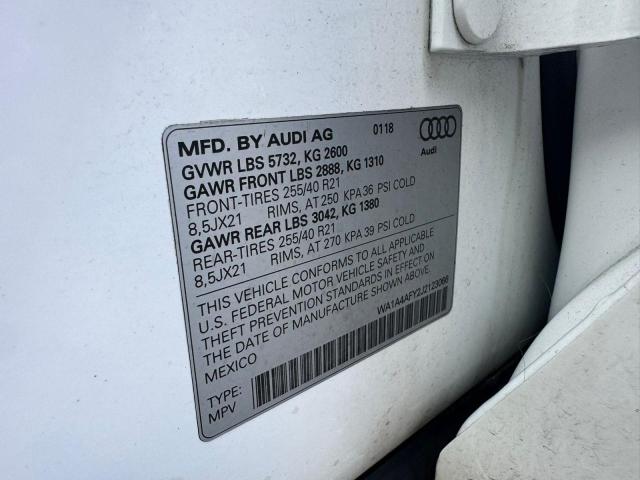 MFD. BY AUDI AG 0118
Audi
GVWR LBS 5732, KG 2600
GAWR FRONT LBS 2888, KG 1310
FRONT-TIRES 255/40 R21
8,5JX21 RIMS, AT 250 KPA 36 PSI COLD
GAWR REAR LBS 3042, KG 1380
REAR-TIRES 255/40 R21
8,5JX21 RIMS, AT 270 KPA 39 PSI COLD
THIS VEHICLE CONFORMS TO ALL APPLICABLE
U.S. FEDERAL MOTOR VEHICLE SAFETY AND
THEFT PREVENTION STANDARDS IN EFFECT ON
THE DATE OF MANUFACTURE SHOWN ABOVE.
MEXICO WA1A4AFY2J2123066
TYPE:
MPV